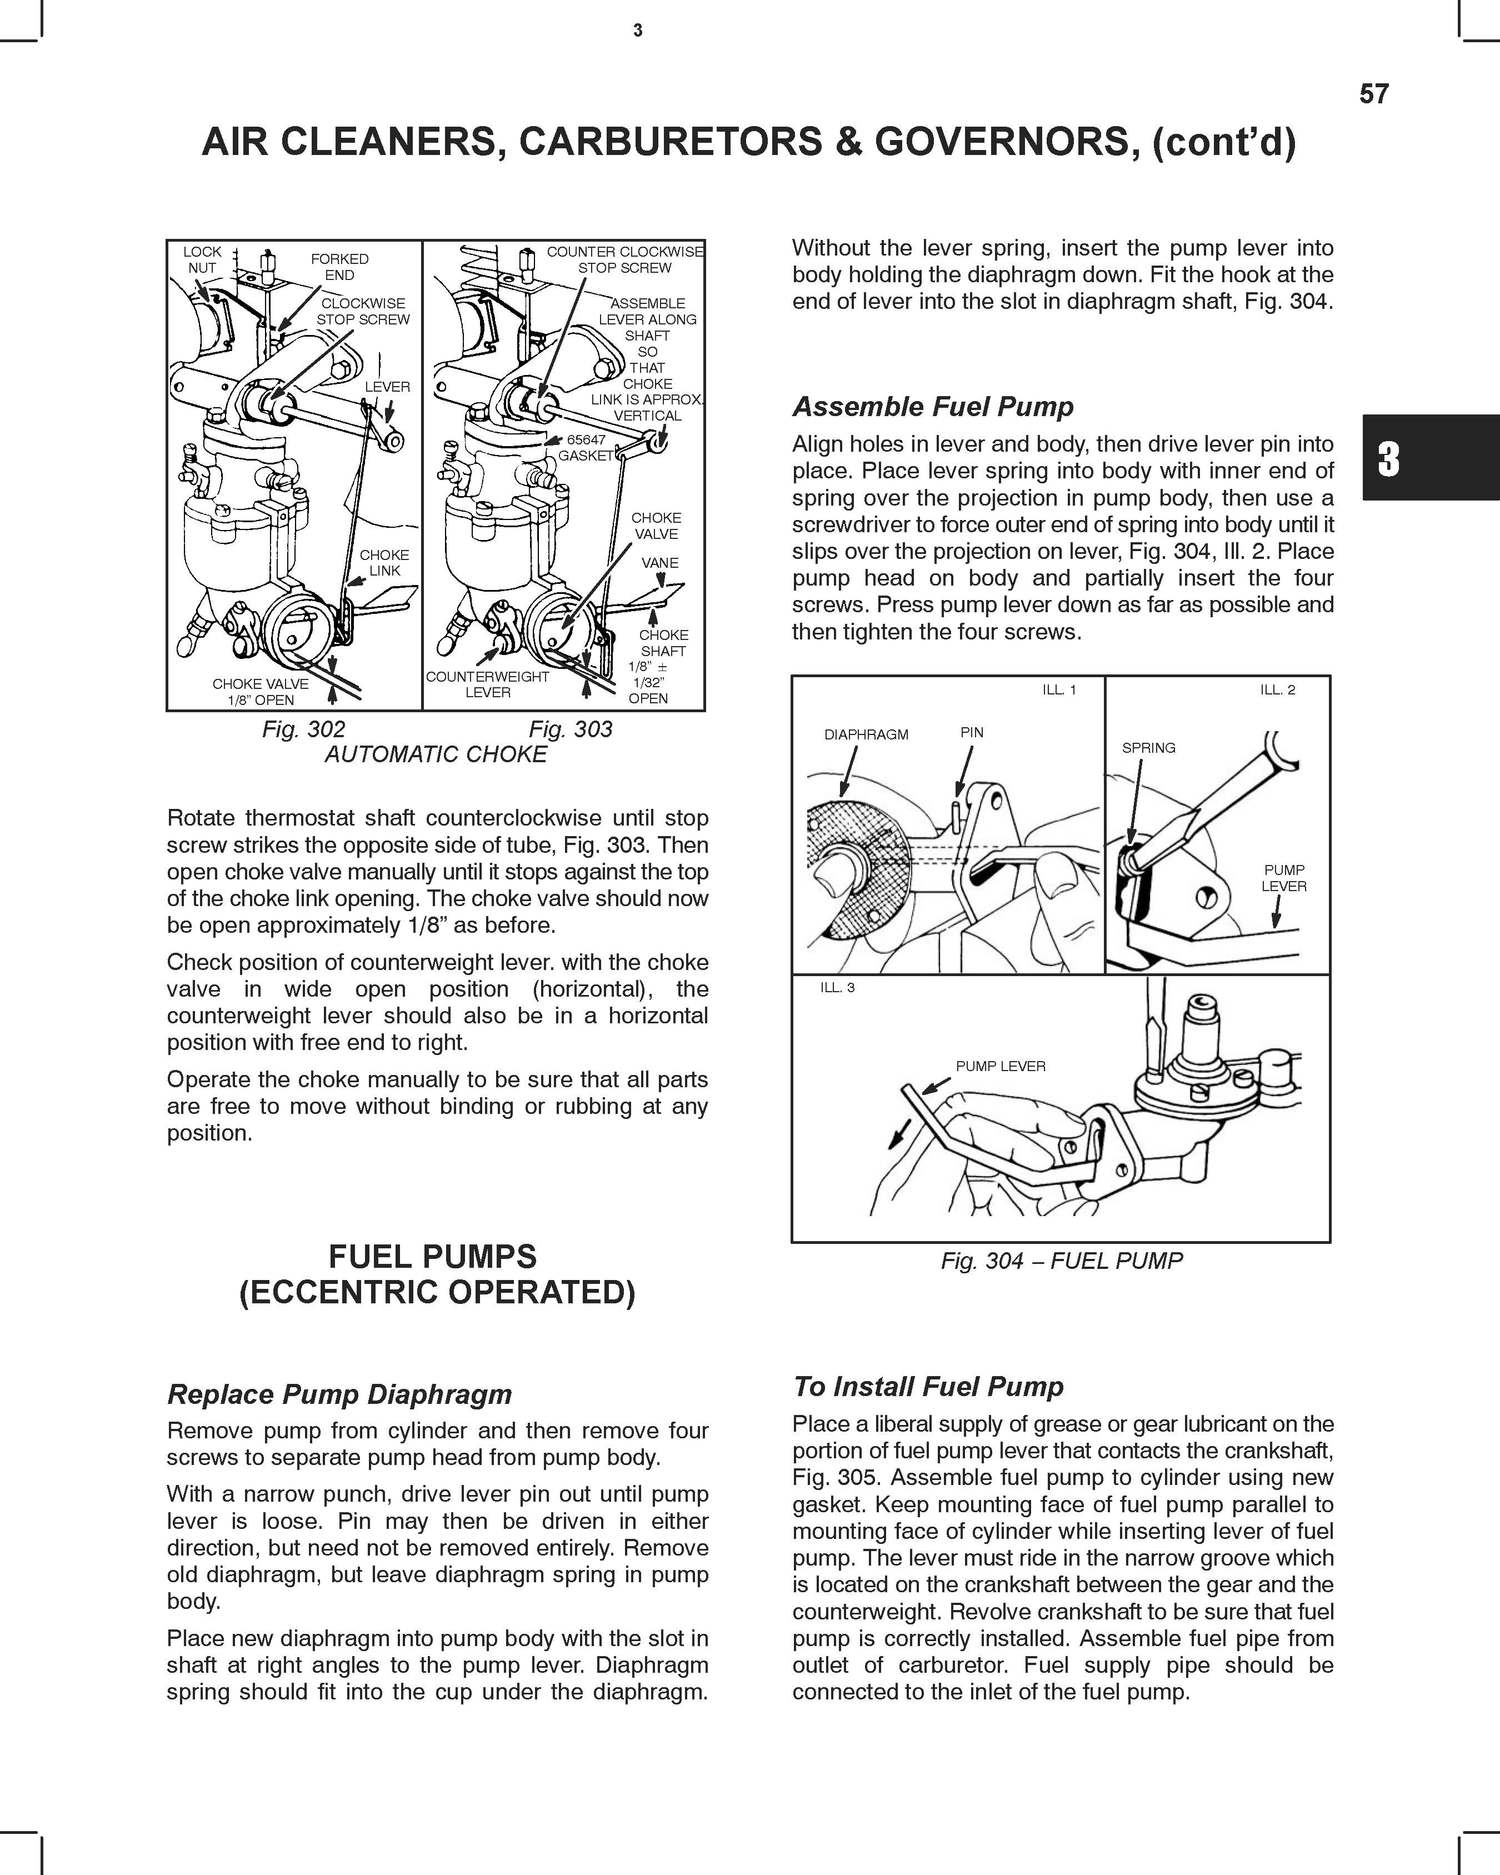 3
57
AIR CLEANERS, CARBURETORS & GOVERNORS, (cont’d)
LOCK
NUT
FORKED
END
CLOCKWISE
STOP SCREW
LEVER
CHOKE
LINK
CHOKE VALVE
1/8” OPEN
COUNTER CLOCKWISE
STOP SCREW
ASSEMBLE
LEVER ALONG
SHAFT
SO
THAT
CHOKE
LINK IS APPROX.
VERTICAL
65647
GASKET
CHOKE
VALVE
VANE
CHOKE
SHAFT
1/8” ±
1/32”
OPEN
COUNTERWEIGHT
LEVER
Fig. 302
Fig. 303
AUTOMATIC CHOKE
Rotate thermostat shaft counterclockwise until stop
screw strikes the opposite side of tube, Fig. 303. Then
open choke valve manually until it stops against the top
of the choke link opening. The choke valve should now
be open approximately 1/8” as before.
Check position of counterweight lever. with the choke
valve in wide open position (horizontal), the
counterweight lever should also be in a horizontal
position with free end to right.
Operate the choke manually to be sure that all parts
are free to move without binding or rubbing at any
position.
FUEL PUMPS
(ECCENTRIC OPERATED)
Replace Pump Diaphragm
Remove pump from cylinder and then remove four
screws to separate pump head from pump body.
With a narrow punch, drive lever pin out until pump
lever is loose. Pin may then be driven in either
direction, but need not be removed entirely. Remove
old diaphragm, but leave diaphragm spring in pump
body.
Place new diaphragm into pump body with the slot in
shaft at right angles to the pump lever. Diaphragm
spring should fit into the cup under the diaphragm.
Without the lever spring, insert the pump lever into
body holding the diaphragm down. Fit the hook at the
end of lever into the slot in diaphragm shaft, Fig. 304.
Assemble Fuel Pump
Align holes in lever and body, then drive lever pin into
place. Place lever spring into body with inner end of
spring over the projection in pump body, then use a
screwdriver to force outer end of spring into body until it
slips over the projection on lever, Fig. 304, Ill. 2. Place
pump head on body and partially insert the four
screws. Press pump lever down as far as possible and
then tighten the four screws.
3
ILL. 1
DIAPHRAGM
PIN
ILL. 2
SPRING
PUMP
LEVER
ILL. 3
PUMP LEVER
Fig. 304 – FUEL PUMP
To Install Fuel Pump
Place a liberal supply of grease or gear lubricant on the
portion of fuel pump lever that contacts the crankshaft,
Fig. 305. Assemble fuel pump to cylinder using new
gasket. Keep mounting face of fuel pump parallel to
mounting face of cylinder while inserting lever of fuel
pump. The lever must ride in the narrow groove which
is located on the crankshaft between the gear and the
counterweight. Revolve crankshaft to be sure that fuel
pump is correctly installed. Assemble fuel pipe from
outlet of carburetor. Fuel supply pipe should be
connected to the inlet of the fuel pump.